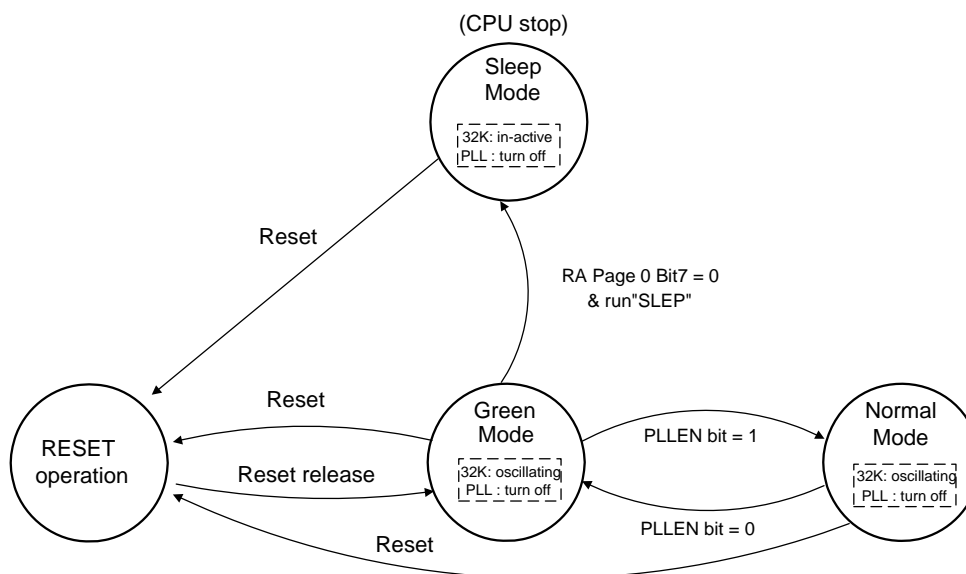 (CPU stop)
Sleep
Mode
32K: in-active
PLL : turn off
Reset
RA Page 0 Bit7 = 0
& run"SLEP"
RESET
operation
Reset
Reset release
Reset
Green
Mode
32K: oscillating
PLL : turn off
PLLEN bit = 1
PLLEN bit = 0
Normal
Mode
32K: oscillating
PLL : turn off